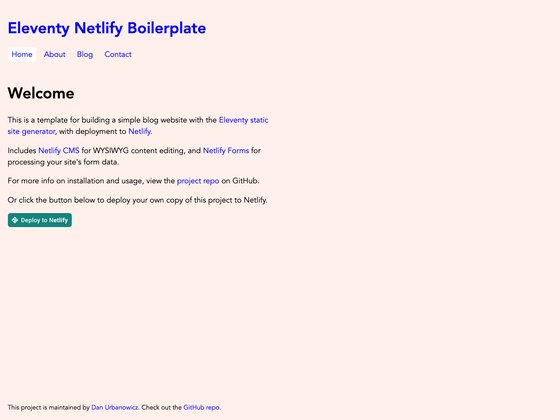 Eleventy Netlify Boilerplate
Home About Blog Contact
Welcome
This is a template for building a simple blog website with the Eleventy static
site generator, with deployment to Netlify.
Includes Netlify CMS for WYSIWYG content editing, and Netlify Forms for
processing your site's form data.
For more info on installation and usage, view the project repo on GitHub.
Or click the button below to deploy your own copy of this project to Netlify.
Deploy to Netlify
This project is maintained by Dan Urbanowicz. Check out the GitHub repo.